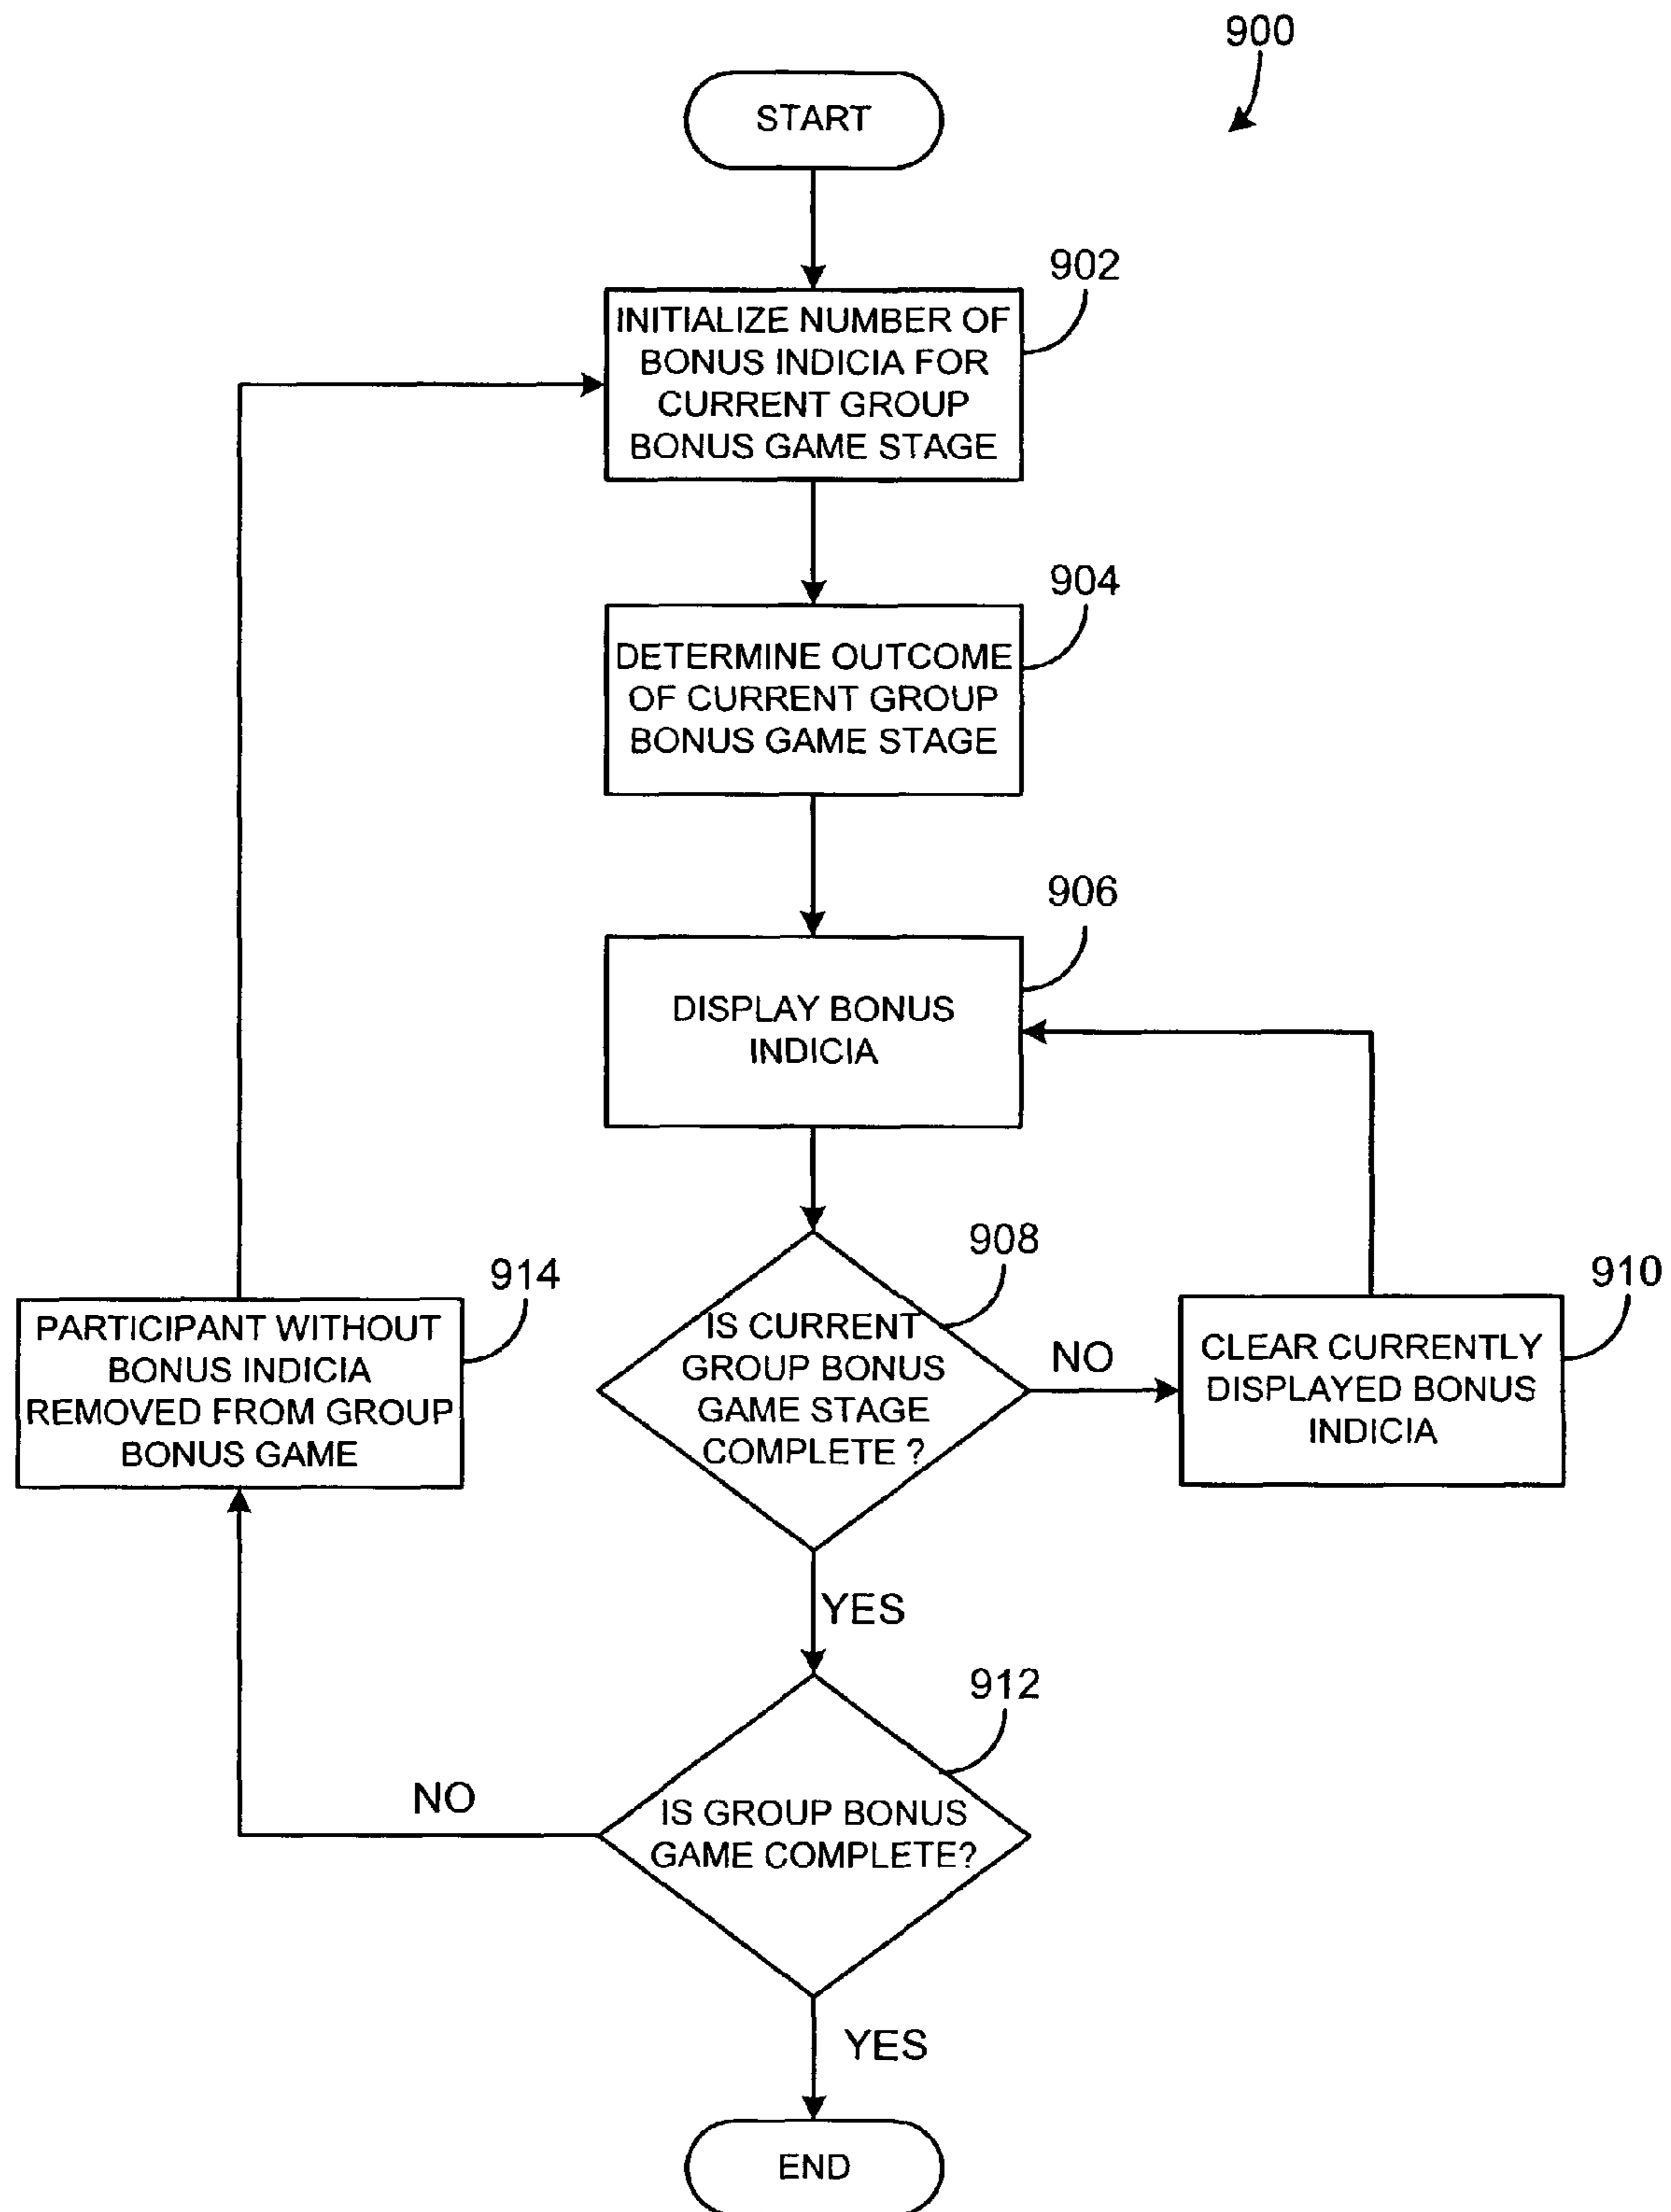 900
START
902
INITIALIZE NUMBER OF
BONUS INDICIA FOR
CURRENT GROUP
BONUS GAME STAGE
904
DETERMINE OUTCOME
OF CURRENT GROUP
BONUS GAME STAGE
906
DISPLAY BONUS
INDICIA
908
IS CURRENT
GROUP BONUS
GAME STAGE
COMPLETE ?
NO
910
CLEAR CURRENTLY
DISPLAYED BONUS
INDICIA
914
PARTICIPANT WITHOUT
BONUS INDICIA
REMOVED FROM GROUP
BONUS GAME
YES
912
IS GROUP BONUS
GAME COMPLETE?
NO
YES
END